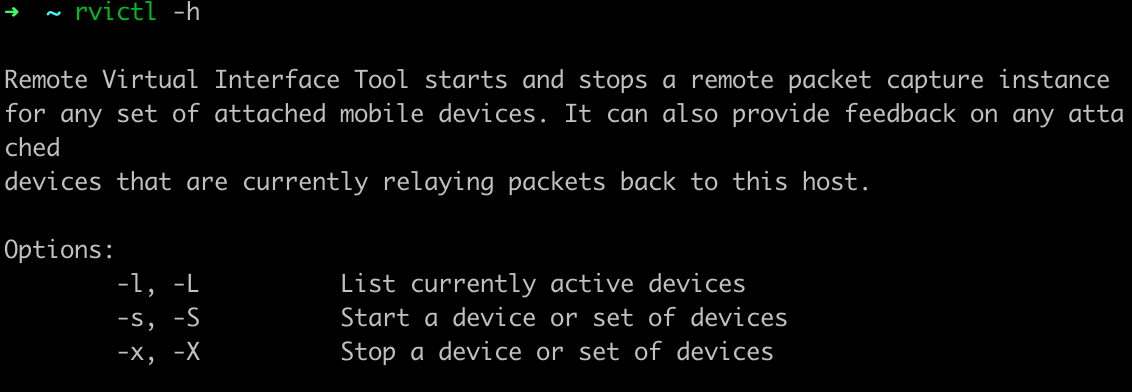 ➜  ~ rvictl -h

Remote Virtual Interface Tool starts and stops a remote packet capture instance
for any set of attached mobile devices. It can also provide feedback on any atta
ched
devices that are currently relaying packets back to this host.

Options:
        -l, -L          List currently active devices
        -s, -S          Start a device or set of devices
        -x, -X          Stop a device or set of devices